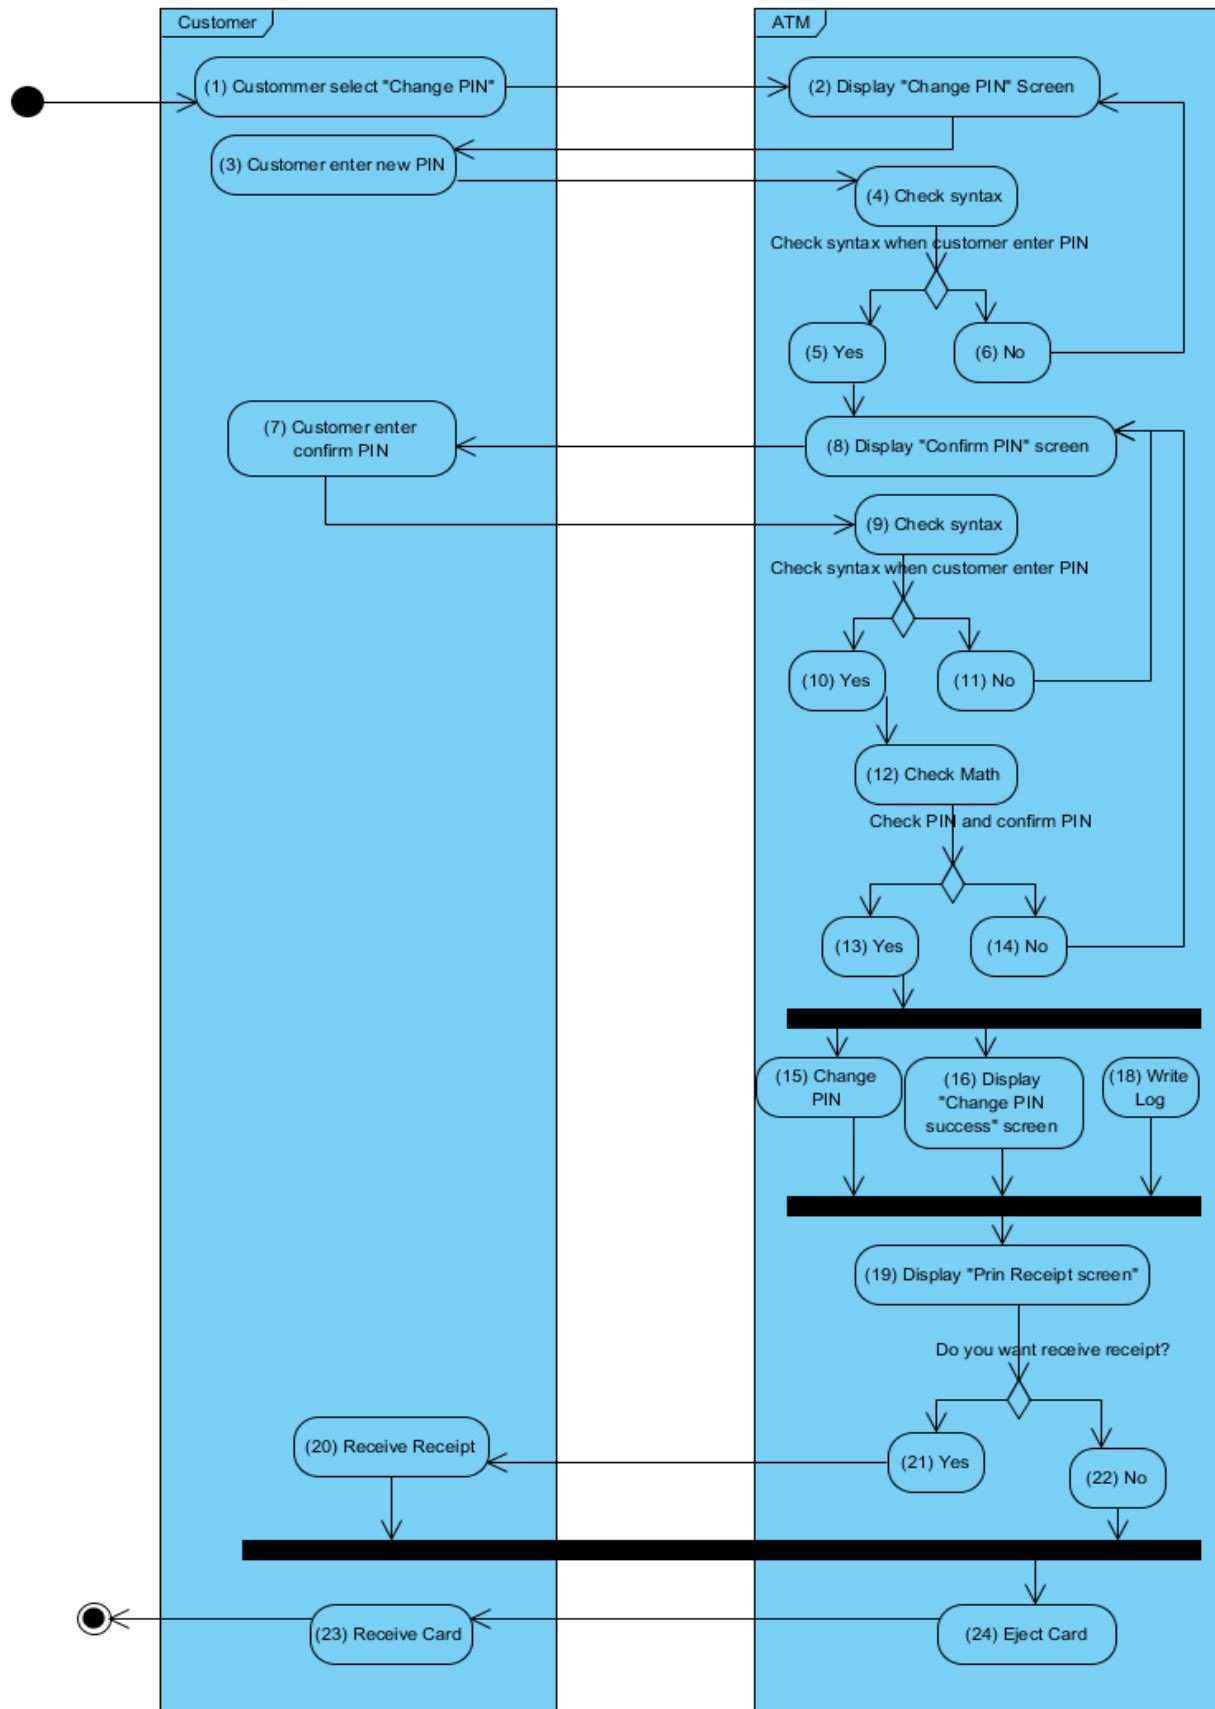 Customer
ATM
(1) Custommer select "Change PIN"
(2) Display "Change PIN" Screen
(3) Customer enter new PIN
(4) Check syntax
Check syntax when customer enter PIN
(5) Yes
(6) No
(7) Customer enter
confirm PIN
(8) Display "Confirm PIN" screen
(9) Check syntax
Check syntax when customer enter PIN
(10) Yes
(11) No
(12) Check Math
Check PIN and confirm PIN
(13) Yes
(14) No
(15) Change
PIN
(16) Display
"Change PIN
success" screen
(18) Write
Log
(19) Display "Prin Receipt screen"
Do you want receive receipt?
(20) Receive Receipt
(21) Yes
(22) No
(23) Receive Card
(24) Eject Card